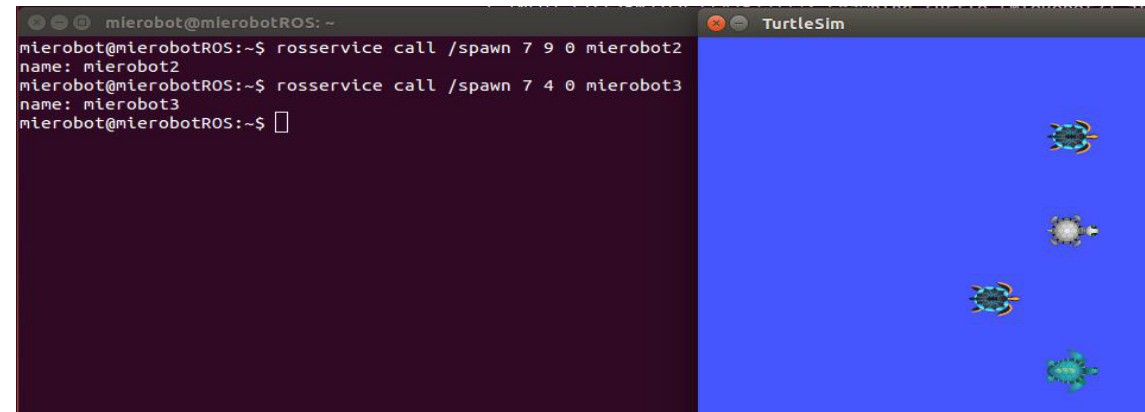 mierobot@mierobotROS: ~
TurtleSim
mierobot@mierobotROS:~$ rosservice call /spawn 7 9 0 mierobot2
name: mierobot2
mierobot@mierobotROS:~$ rosservice call /spawn 7 4 0 mierobot3
name: mierobot3
mierobot@mierobotROS:~$